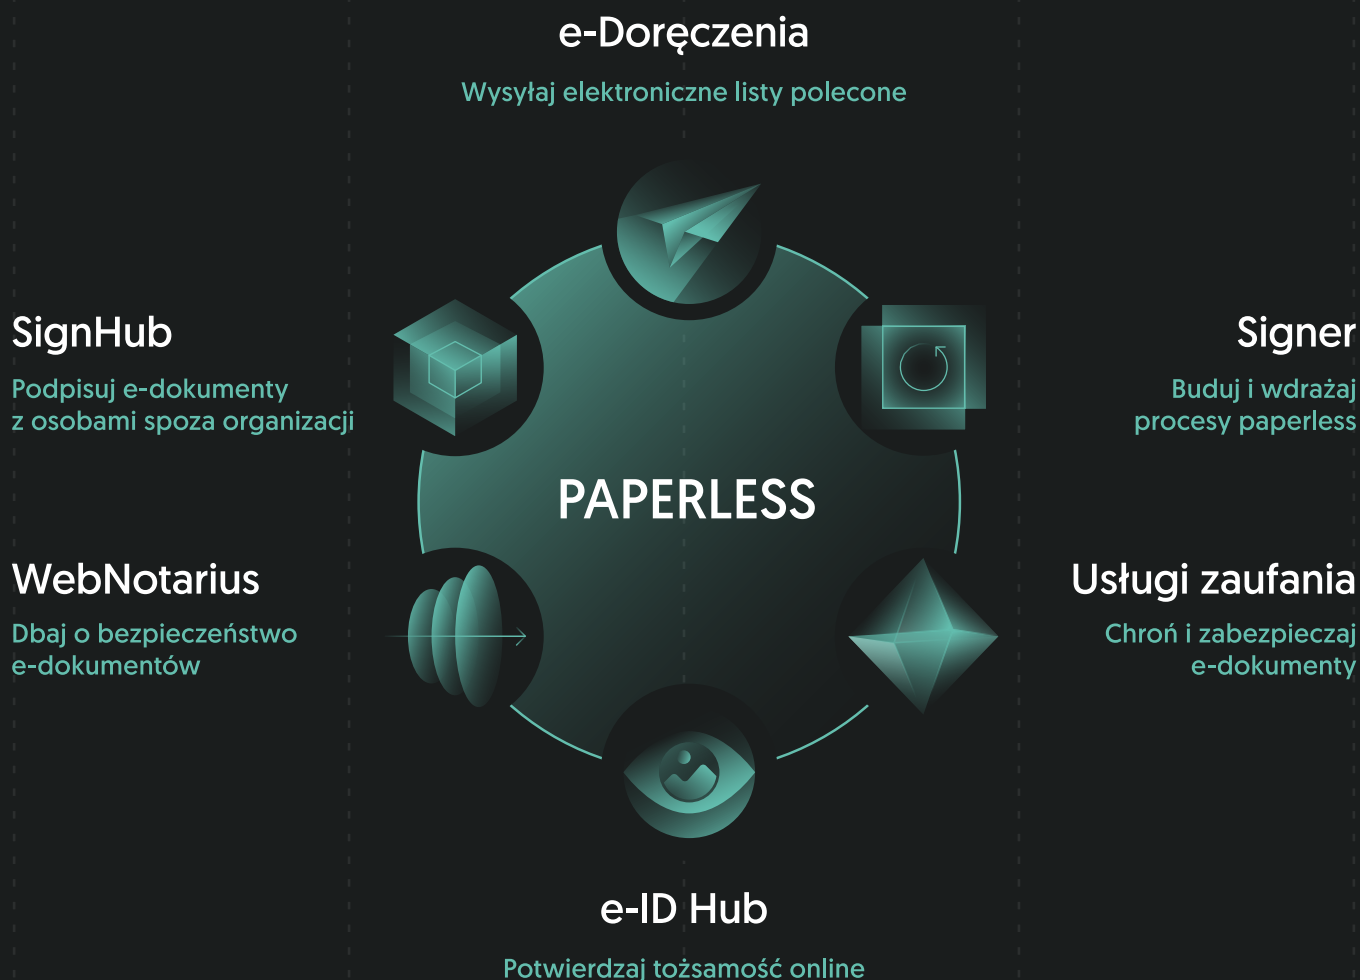 e-Doręczenia
Wysyłaj elektroniczne listy polecone
SignHub
Podpisuj e-dokumenty
z osobami spoza organizacji
Signer
Buduj i wdrażaj
procesy paperless
PAPERLESS
WebNotarius
Dbaj o bezpieczeństwo
e-dokumentów
Usługi zaufania
Chroń i zabezpieczaj
e-dokumenty
e-ID Hub
Potwierdzaj tożsamość online